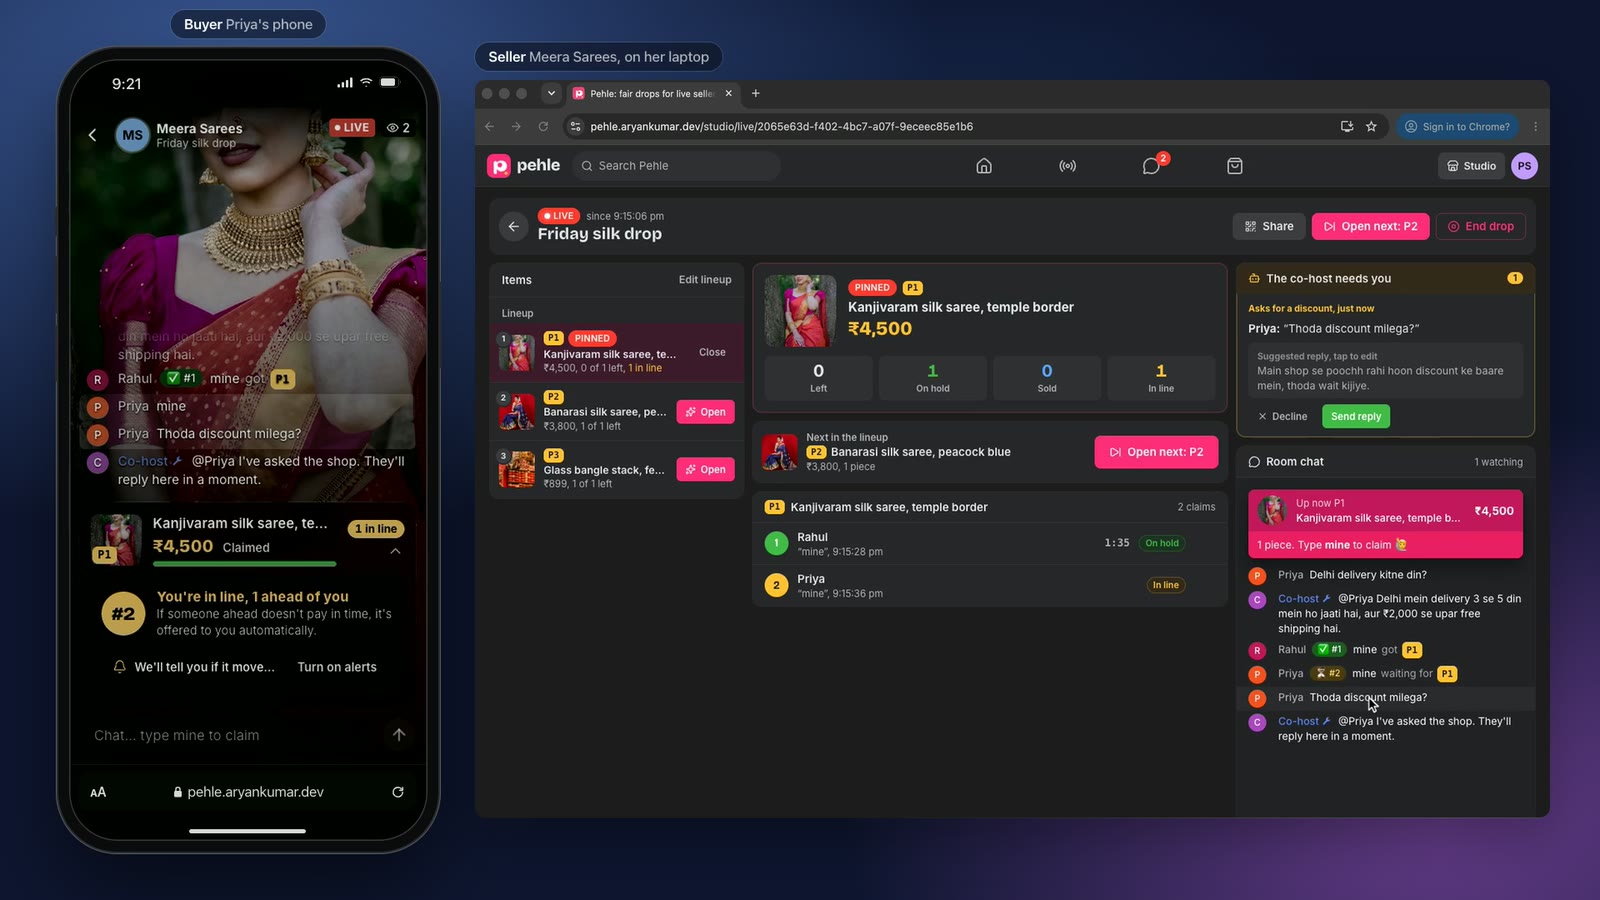 Buyer Priya's phone
9:21
MS
Meera Sarees
Friday silk drop
LIVE
2
din mein ho jaati hai, aur ₹2,000 se upar free
shipping hai.
R Rahul ✅ #1 mine got P1
P Priya mine
P Priya Thoda discount milega?
C Co-host @Priya I've asked the shop. They'll
reply here in a moment.
Kanjivaram silk saree, te...
1 in line
P1
₹4,500 Claimed
#2
You're in line, 1 ahead of you
If someone ahead doesn't pay in time, it's
offered to you automatically.
We'll tell you if it move...
Turn on alerts
Chat... type mine to claim
AA
pehle.aryankumar.dev
Seller Meera Sarees, on her laptop
Pehle: fair drops for live selle
pehle.aryankumar.dev/studio/live/2065e63d-f402-4bc7-a07f-9eceec85e1b6
Sign in to Chrome?
pehle
Search Pehle
2
Studio
PS
LIVE since 9:15:06 pm
Friday silk drop
Share
Open next: P2
End drop
Items
Edit lineup
Lineup
1
P1 PINNED
Kanjivaram silk saree, te...
₹4,500, 0 of 1 left, 1 in line
Close
2
P2
Banarasi silk saree, pe...
₹3,800, 1 of 1 left
Open
3
P3
Glass bangle stack, fe...
₹899, 1 of 1 left
Open
PINNED P1
Kanjivaram silk saree, temple border
₹4,500
0
Left
1
On hold
0
Sold
1
In line
Next in the lineup
P2 Banarasi silk saree, peacock blue
₹3,800, 1 piece
Open next: P2
P1 Kanjivaram silk saree, temple border
2 claims
1
Rahul
“mine”, 9:15:28 pm
1:35
On hold
2
Priya
“mine”, 9:15:36 pm
In line
The co-host needs you
1
Asks for a discount, just now
Priya: “Thoda discount milega?”
Suggested reply, tap to edit
Main shop se poochh rahi hoon discount ke baare
mein, thoda wait kijiye.
Decline
Send reply
Room chat
1 watching
Up now P1
Kanjivaram silk saree, temple b...
₹4,500
1 piece. Type mine to claim 🙋
P Priya Delhi delivery kitne din?
C Co-host @Priya Delhi mein delivery 3 se 5 din
mein ho jaati hai, aur ₹2,000 se upar free
shipping hai.
R Rahul ✅ #1 mine got P1
P Priya ⏳ #2 mine waiting for P1
P Priya Thoda discount milega?
C Co-host @Priya I've asked the shop. They'll
reply here in a moment.